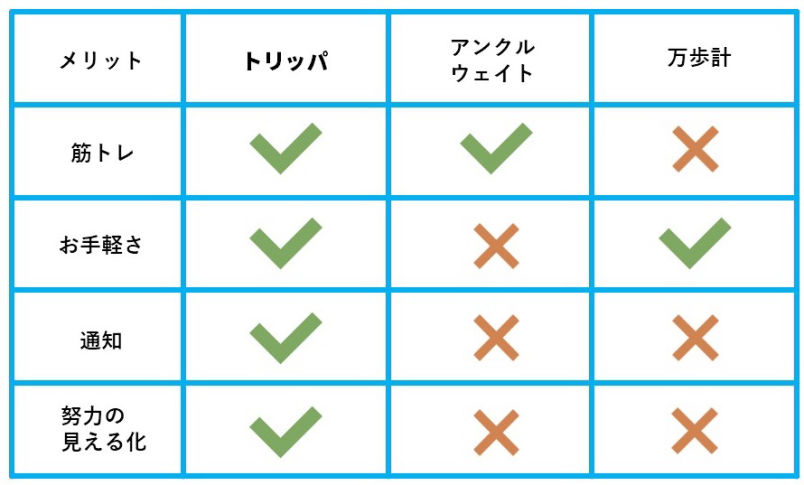 メリット
トリッパ
アンクル
ウェイト
万歩計
筋トレ
お手軽さ
通知
努力の
見える化